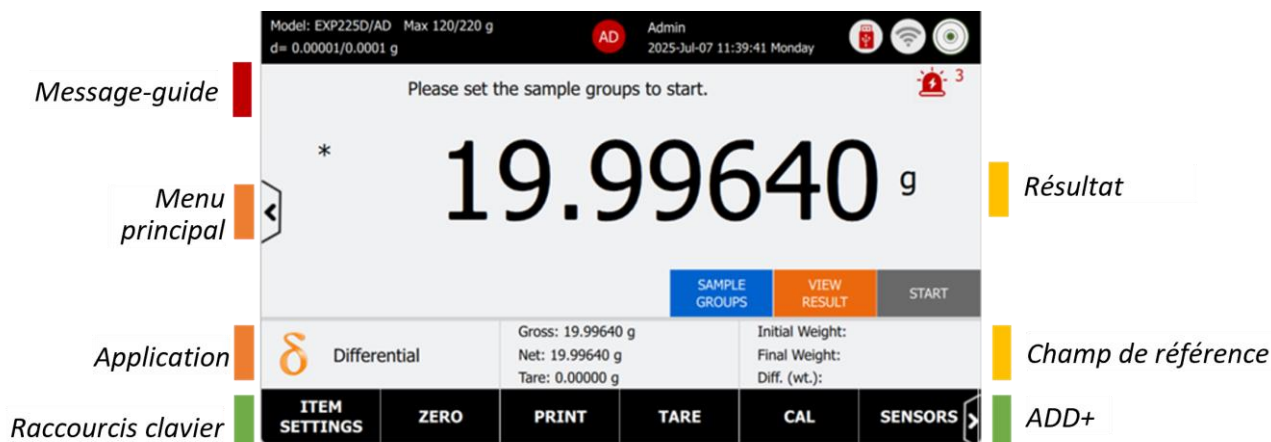 Model: EXP225D/AD Max 120/220 g
d= 0.00001/0.0001 g
AD
Admin
2025-Jul-07 11:39:41 Monday
Message-guide
Please set the sample groups to start.
3
* 19.99640 g
Menu
principal
Résultat
SAMPLE
GROUPS
VIEW
RESULT
START
Application
δ Differential
Gross: 19.99640 g
Net: 19.99640 g
Tare: 0.00000 g
Initial Weight:
Final Weight:
Diff. (wt.):
Champ de référence
Raccourcis clavier
ITEM
SETTINGS
ZERO
PRINT
TARE
CAL
SENSORS
ADD+